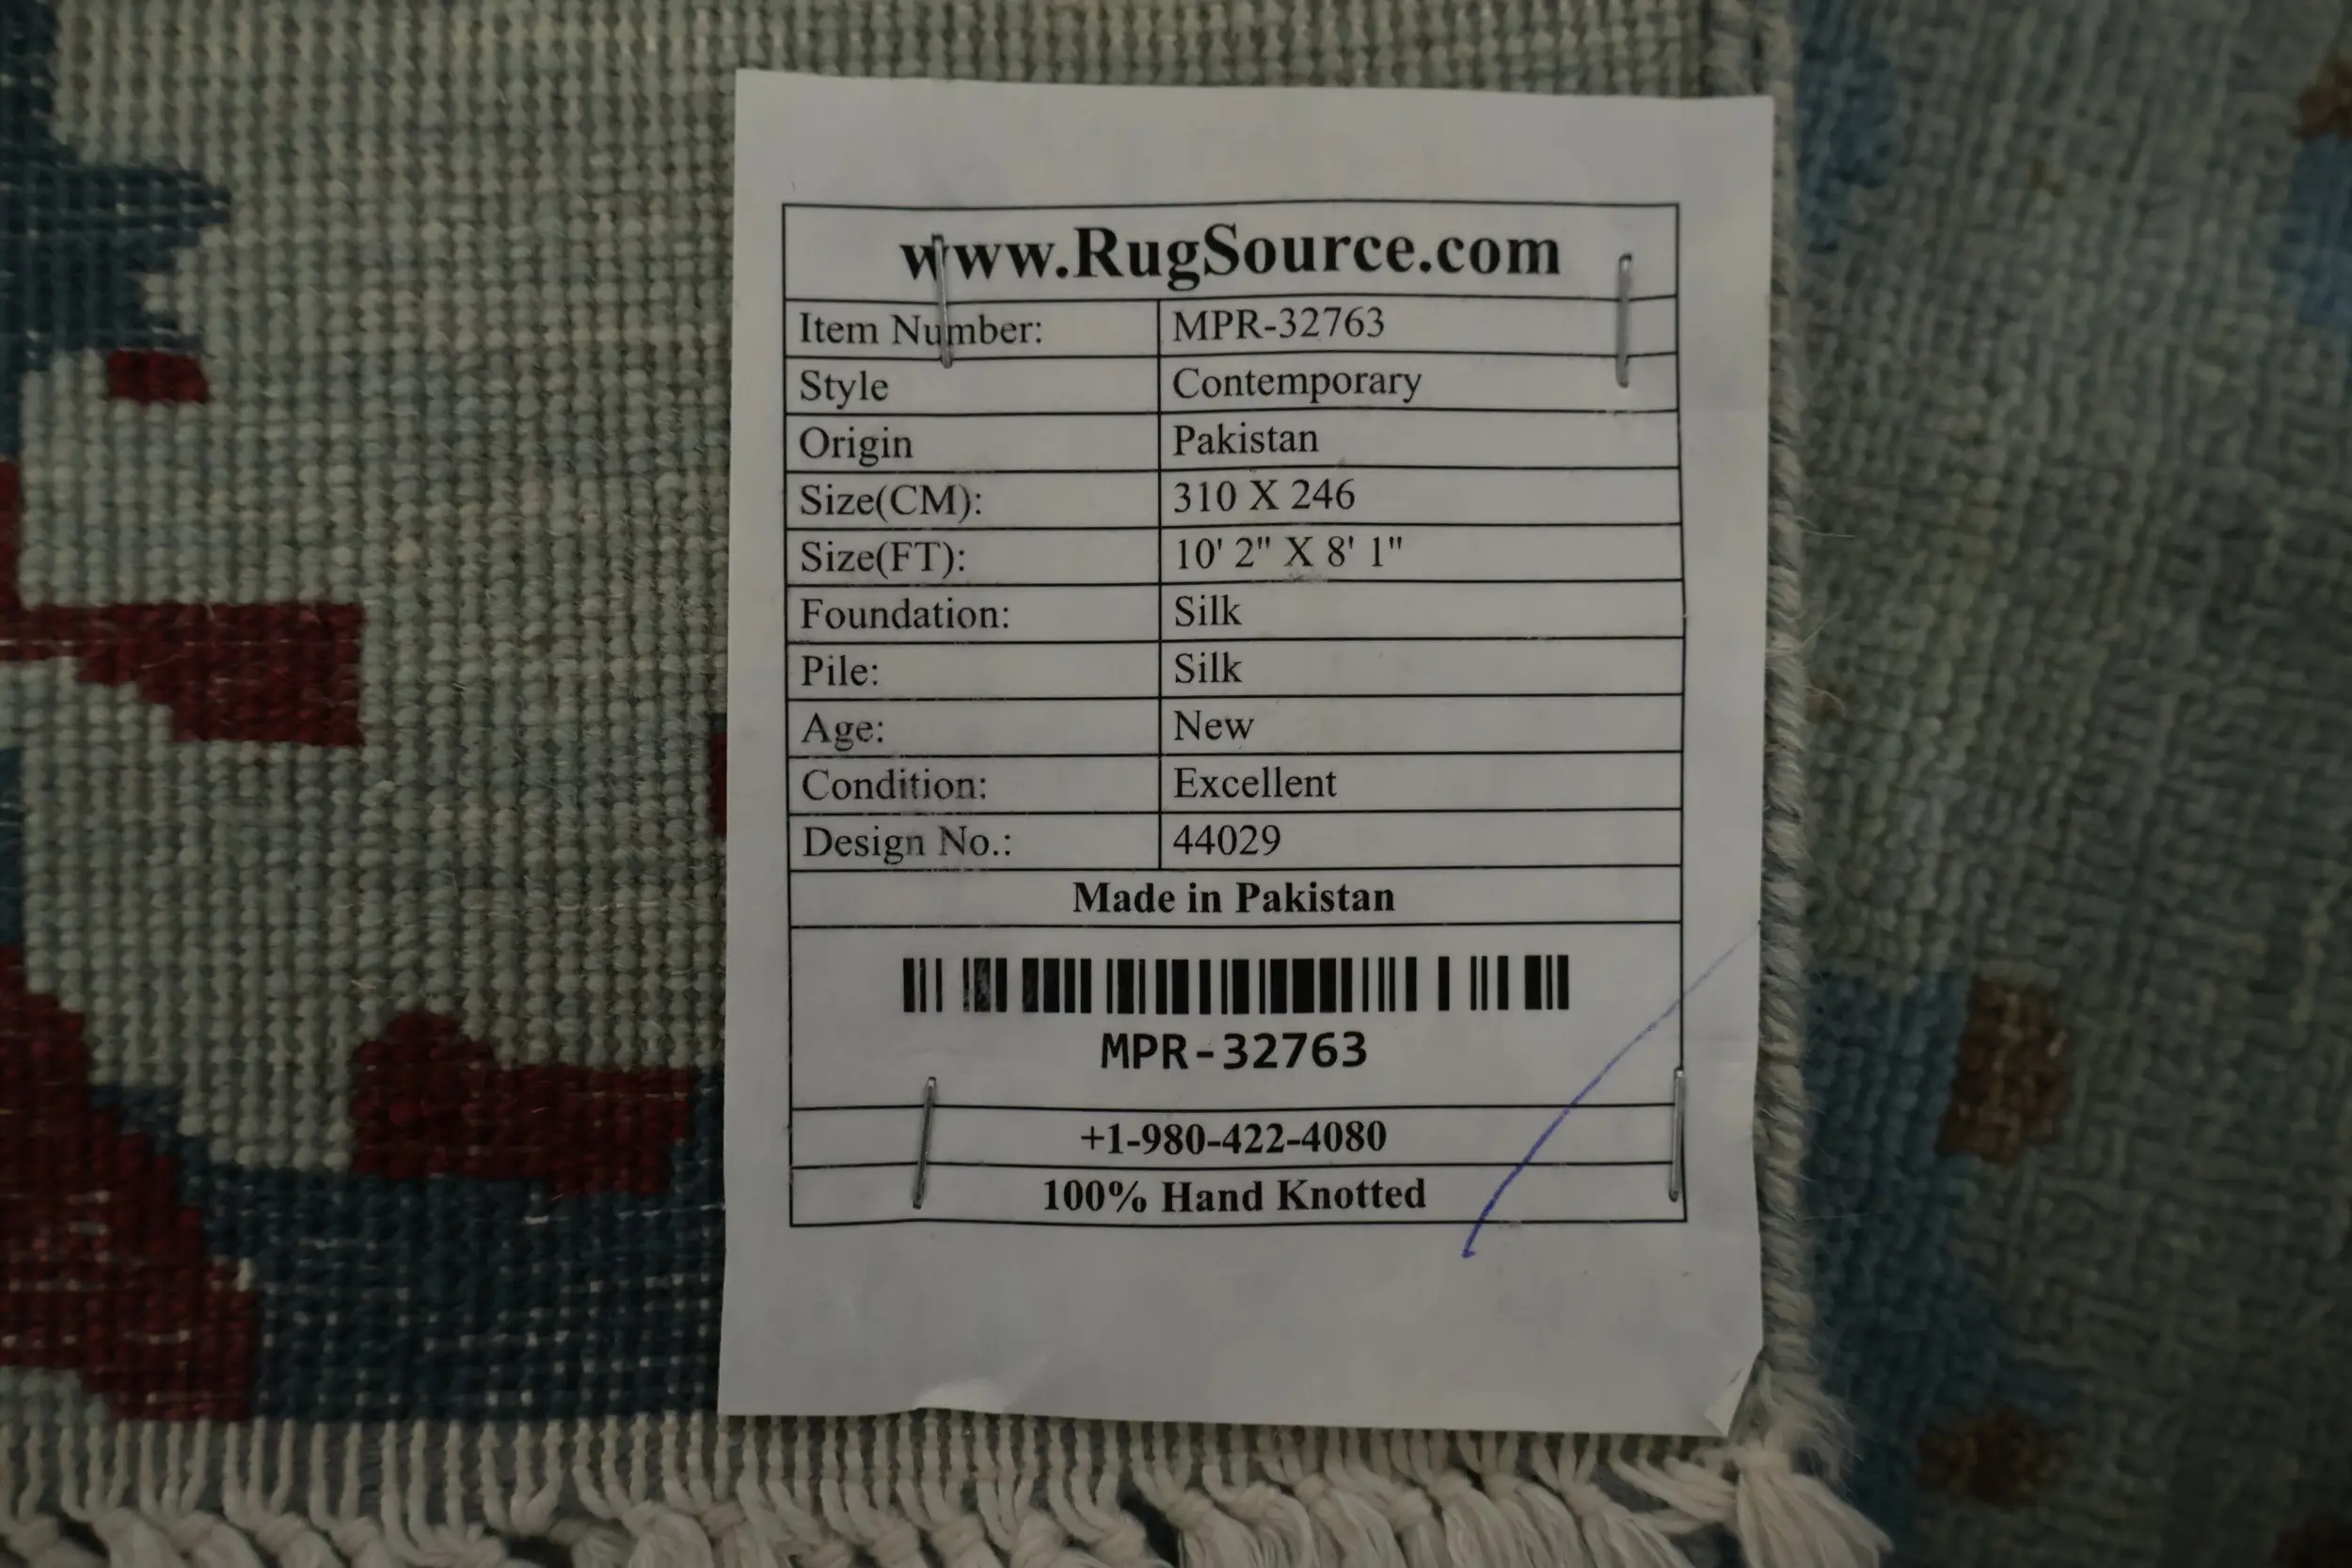 www.RugSource.com
Item Number: MPR-32763
Style Contemporary
Origin Pakistan
Size(CM): 310 X 246
Size(FT): 10' 2" X 8' 1"
Foundation: Silk
Pile: Silk
Age: New
Condition: Excellent
Design No.: 44029
Made in Pakistan
MPR-32763
+1-980-422-4080
100% Hand Knotted